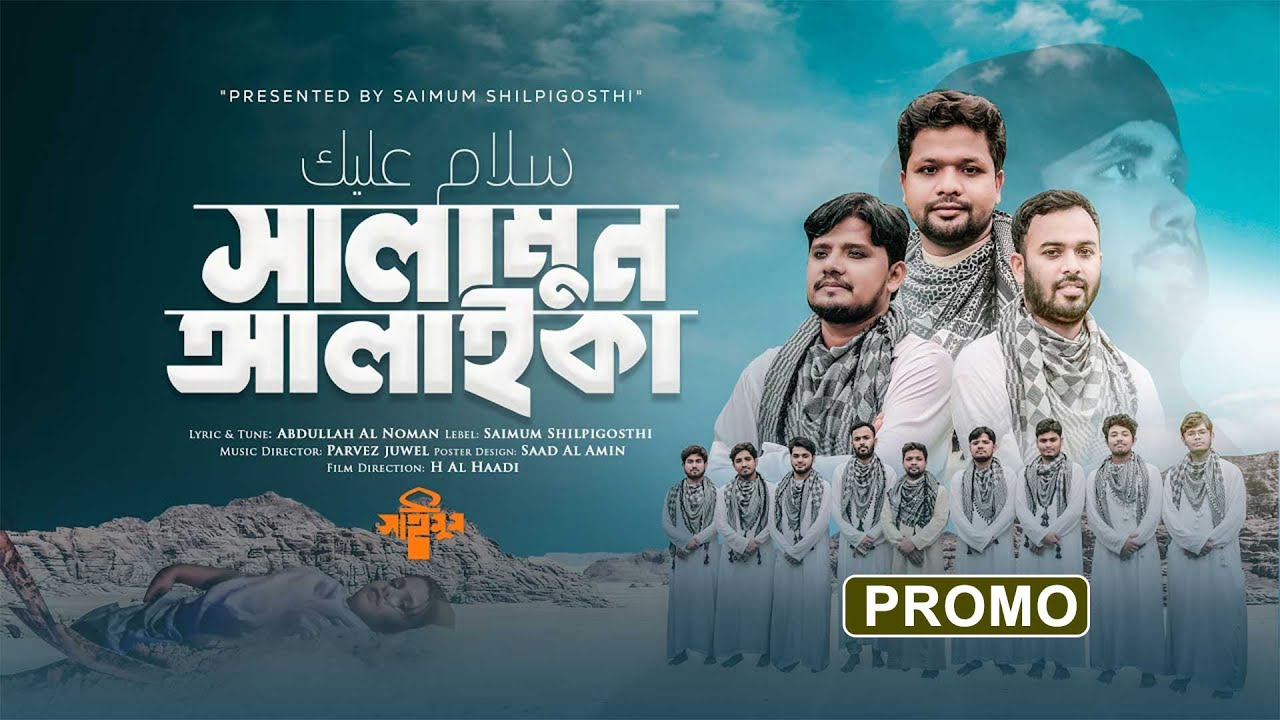 "PRESENTED BY SAIMUM SHILPIGOSTHI"
سلام عليك
সালামুন
আলাইকা
LYRIC & TUNE: ABDULLAH AL NOMAN LEBEL: SAIMUM SHILPIGOSTHI
MUSIC DIRECTOR: PARVEZ JUWEL POSTER DESIGN: SAAD AL AMIN
FILM DIRECTION: H AL HAADI
সাইমুম
PROMO